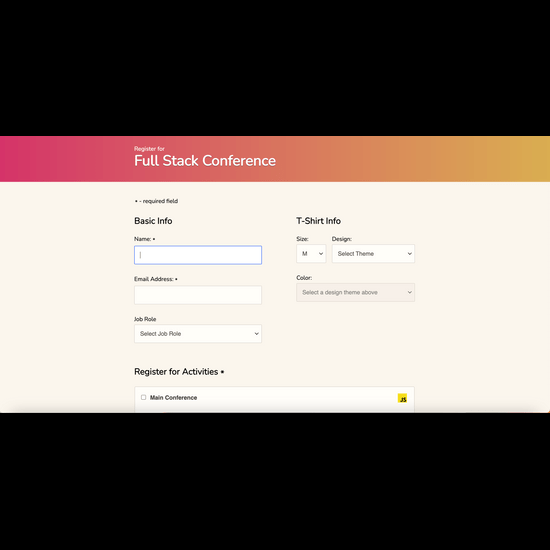 Register for
Full Stack Conference
* - required field
Basic Info
Name: *
Email Address: *
Job Role
Select Job Role
T-Shirt Info
Size:
M
Design:
Select Theme
Color:
Select a design theme above
Register for Activities *
Main Conference
JS